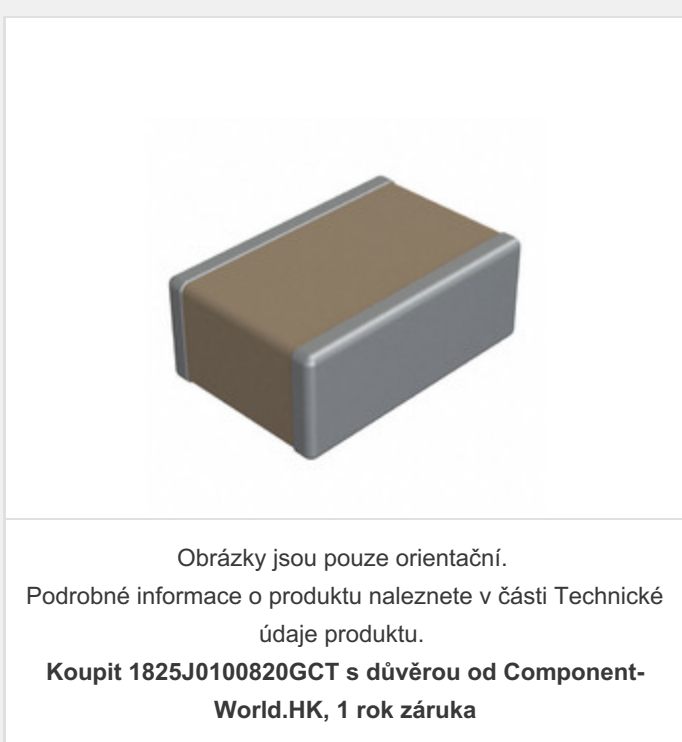 Obrázky jsou pouze orientační.
Podrobné informace o produktu naleznete v části Technické
údaje produktu.
Koupit 1825J0100820GCT s důvěrou od Component-
World.HK, 1 rok záruka